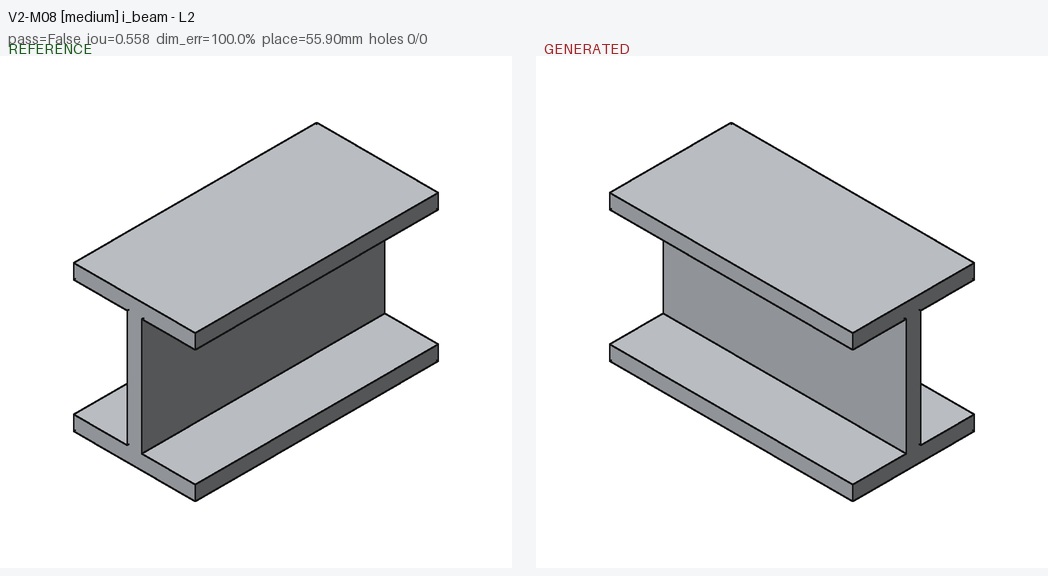 V2-M08 [medium] i_beam - L2
pass=False iou=0.558 dim_err=100.0% place=55.90mm holes 0/0
REFERENCE
GENERATED